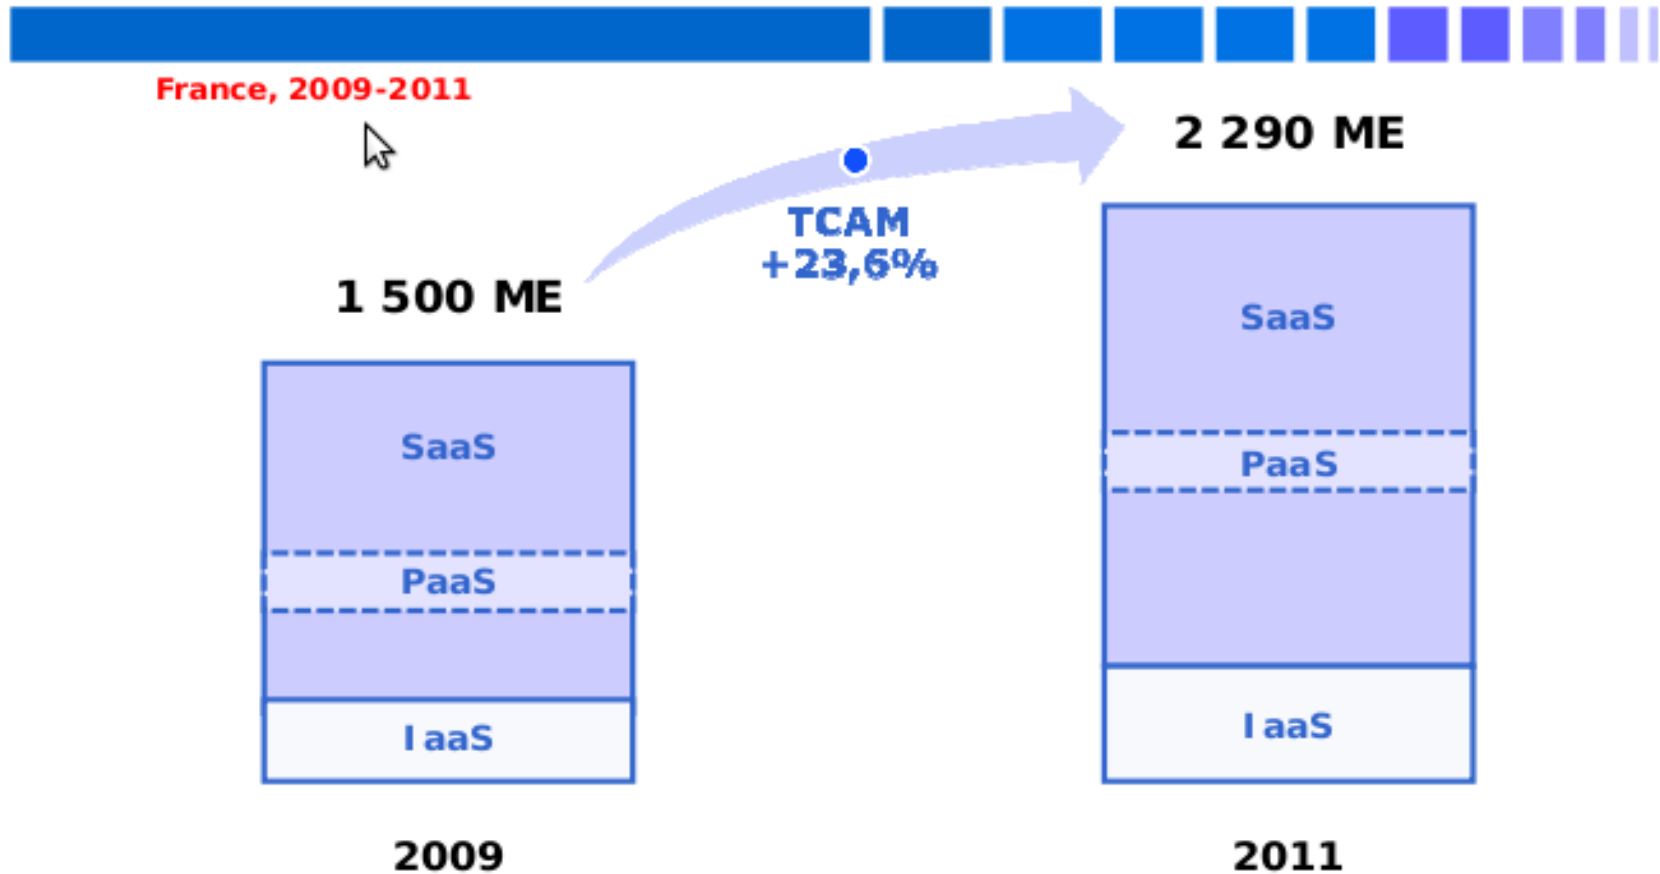 France, 2009-2011
2 290 ME
TCAM
+23,6%
1 500 ME
SaaS
SaaS
PaaS
PaaS
IaaS
IaaS
2009
2011